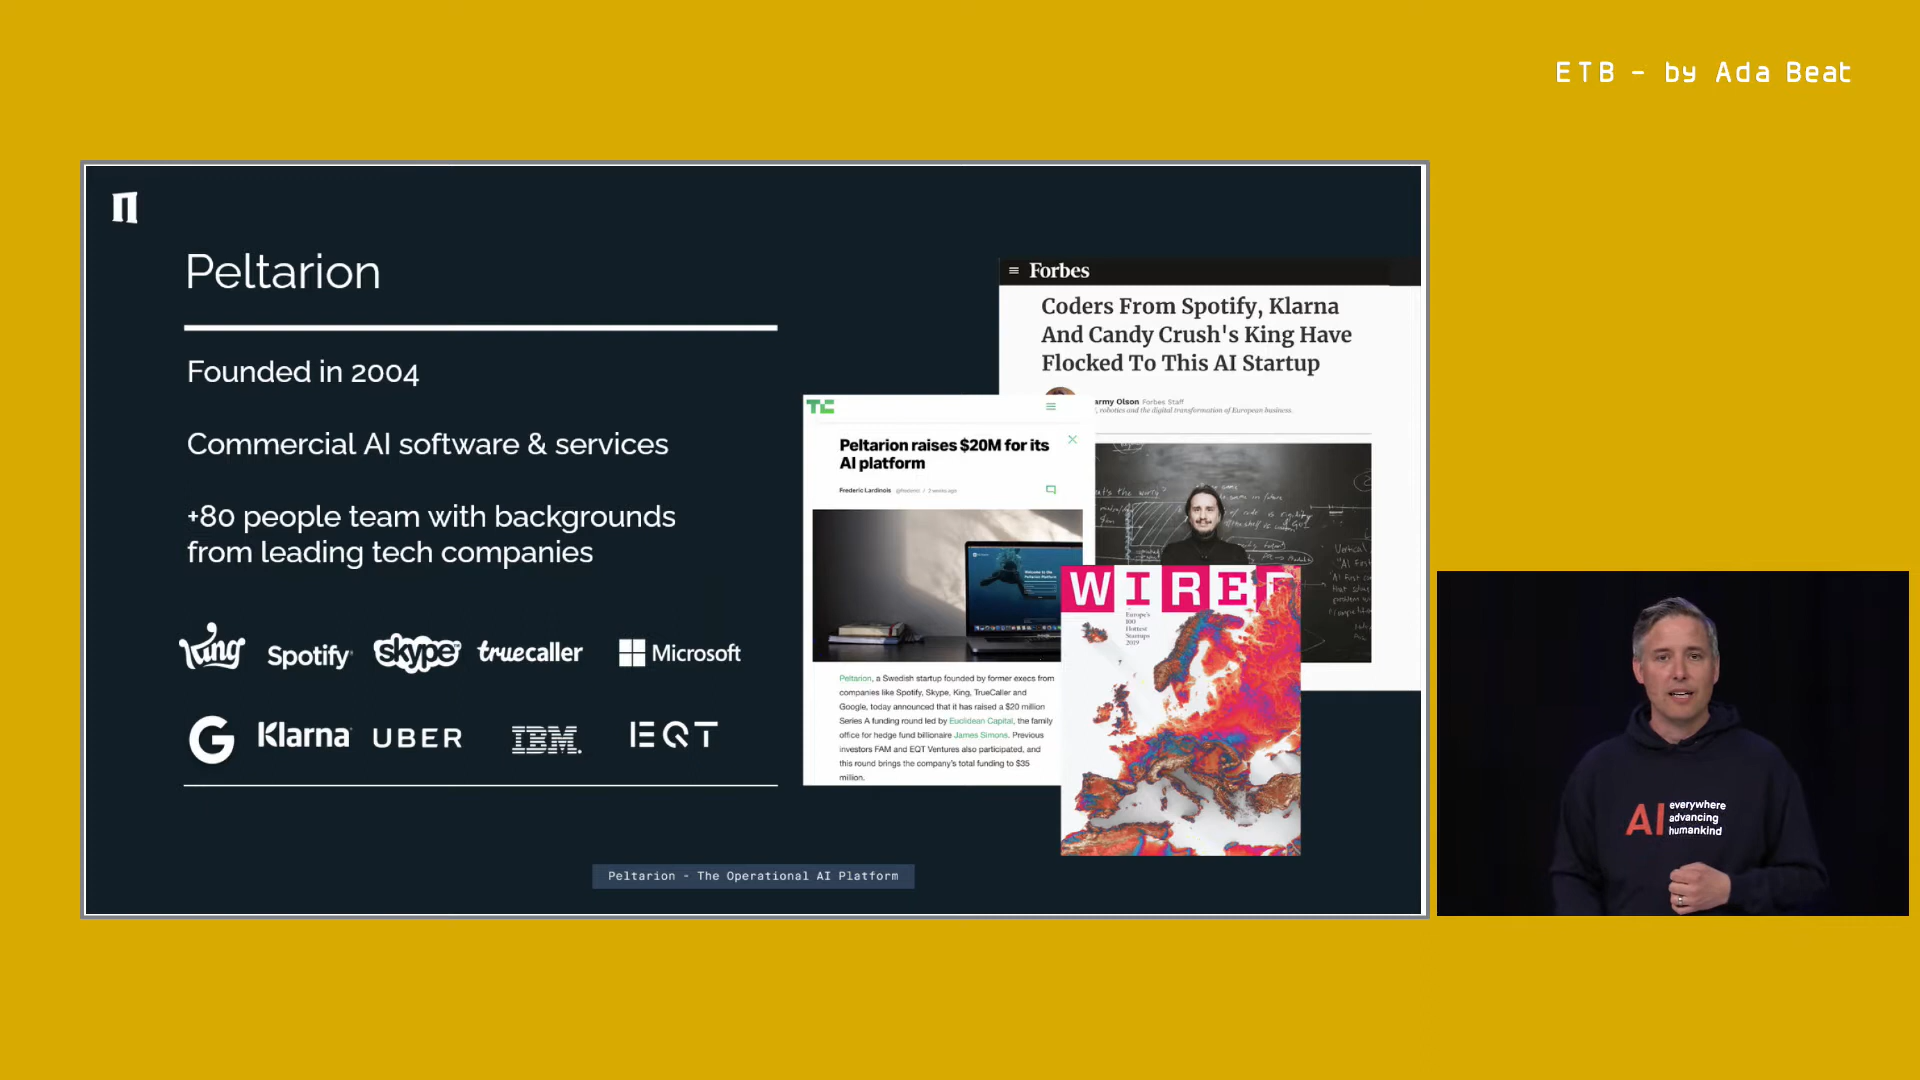 ETB - by Ada Beat
Peltarion
Founded in 2004
Commercial AI software & services
+80 people team with backgrounds
from leading tech companies
King Spotify skype truecaller Microsoft
G Klarna UBER IBM EQT
Forbes
Coders From Spotify, Klarna
And Candy Crush's King Have
Flocked To This AI Startup
army Olson Forbes Staff
, robotics and the digital transformation of European business.
TC
Peltarion raises $20M for its
AI platform
Frederic Lardinois @fredericl / 3 weeks ago
Peltarion, a Swedish startup founded by former execs from
companies like Spotify, Skype, King, TrueCaller and
Google, today announced that it has raised a $20 million
Series A funding round led by Euclidean Capital, the family
office for hedge fund billionaire James Simons. Previous
investors FAM and EQT Ventures also participated, and
this round brings the company's total funding to $35
million.
WIRED
Europe's
100
Hottest
Startups
2019
Peltarion - The Operational AI Platform
AI everywhere
advancing
humankind